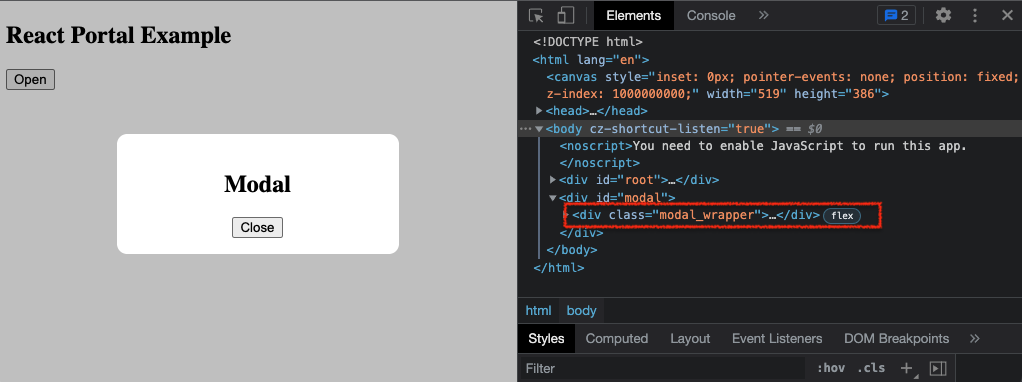 React Portal Example
Open
Modal
Close
Elements
Console
»
2
<!DOCTYPE html>
<html lang="en">
<canvas style="inset: 0px; pointer-events: none; position: fixed;
z-index: 1000000000;" width="519" height="386">
<head>…</head>
<body cz-shortcut-listen="true"> == $0
<noscript>You need to enable JavaScript to run this app.
</noscript>
<div id="root">…</div>
<div id="modal">
<div class="modal_wrapper">…</div> flex
</div>
</body>
</html>
html body
Styles Computed Layout Event Listeners DOM Breakpoints »
Filter :hov .cls +